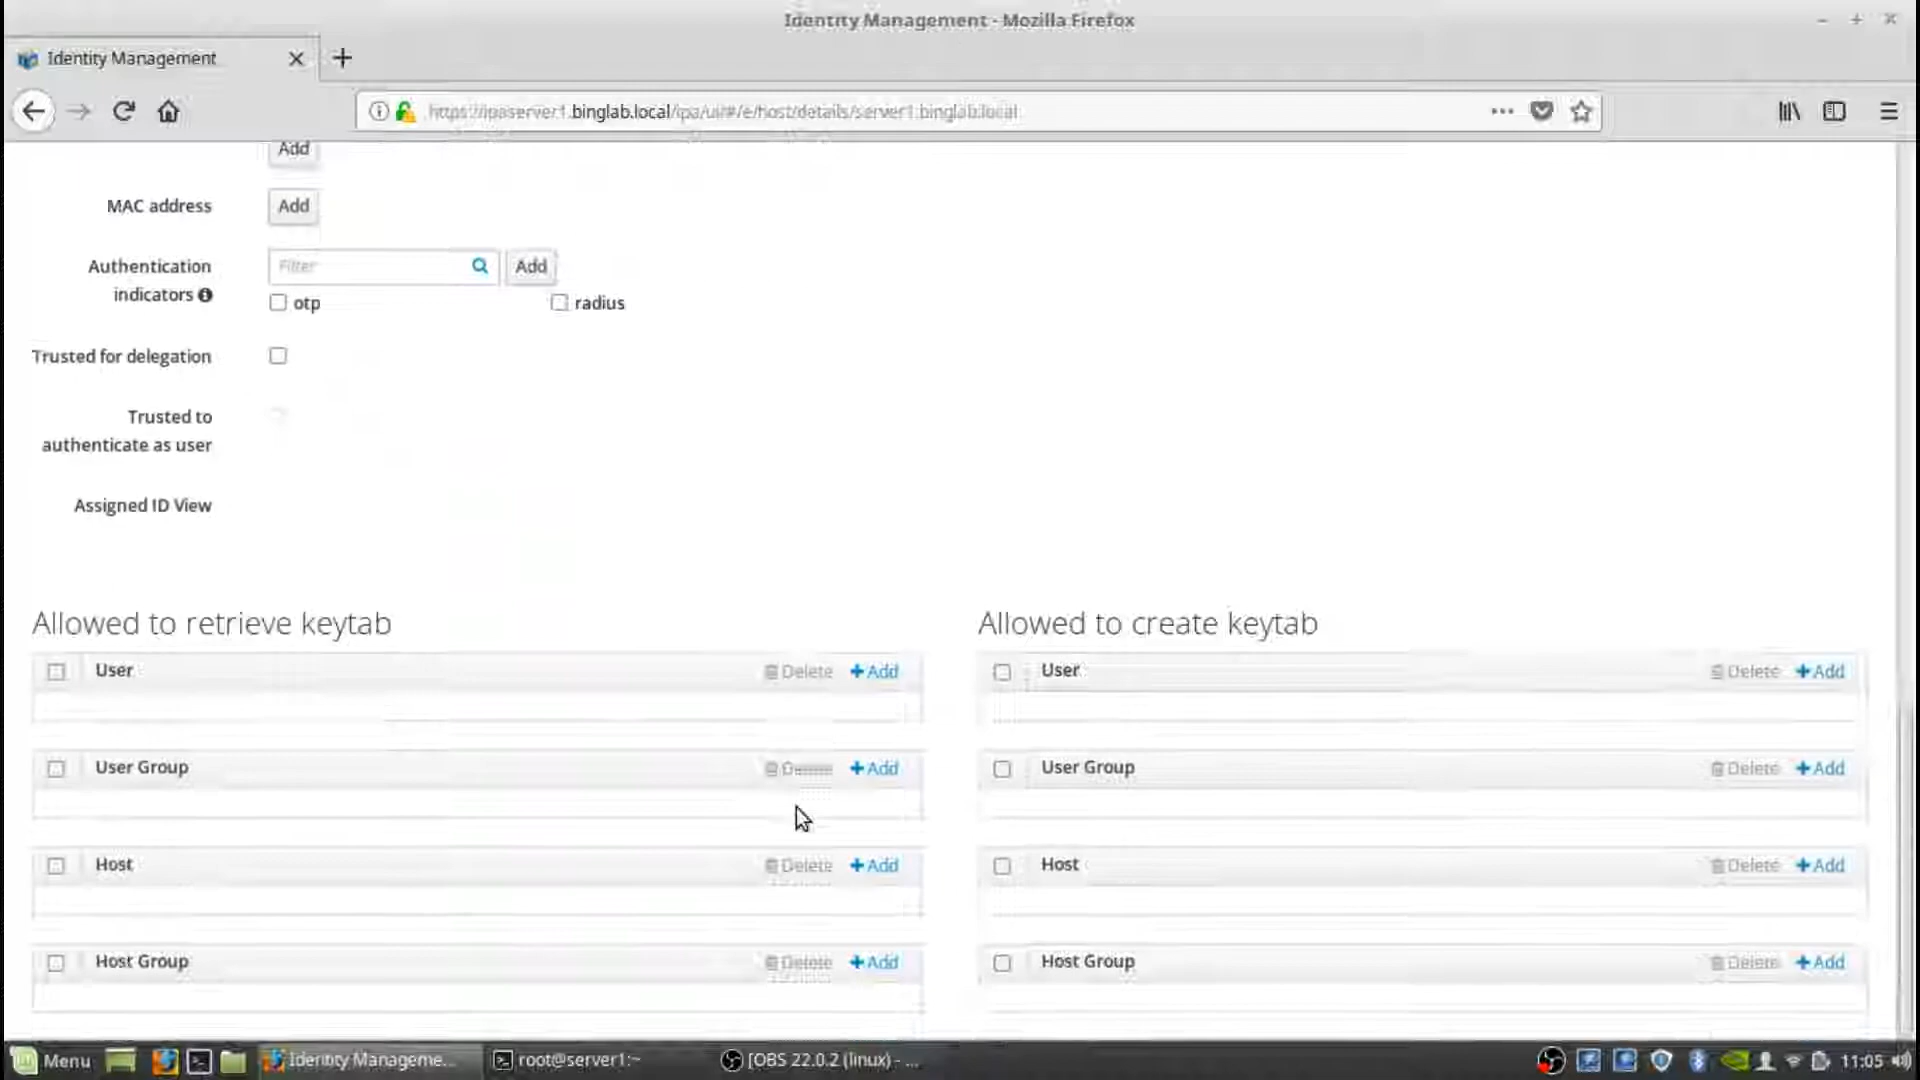 Identity Management - Mozilla Firefox
Identity Management
https://ipaserver1.binglab.local/ipa/ui/#/e/host/details/server1.binglab.local
Add
MAC address Add
Authentication indicators Filter Add
otp radius
Trusted for delegation
Trusted to
authenticate as user
Assigned ID View
Allowed to retrieve keytab Allowed to create keytab
User Delete Add User Delete Add
User Group Delete Add User Group Delete Add
Host Delete Add Host Delete Add
Host Group Delete Add Host Group Delete Add
Menu Identity Manageme... root@server1:~ [OBS 22.0.2 (linux) - ... 11:05